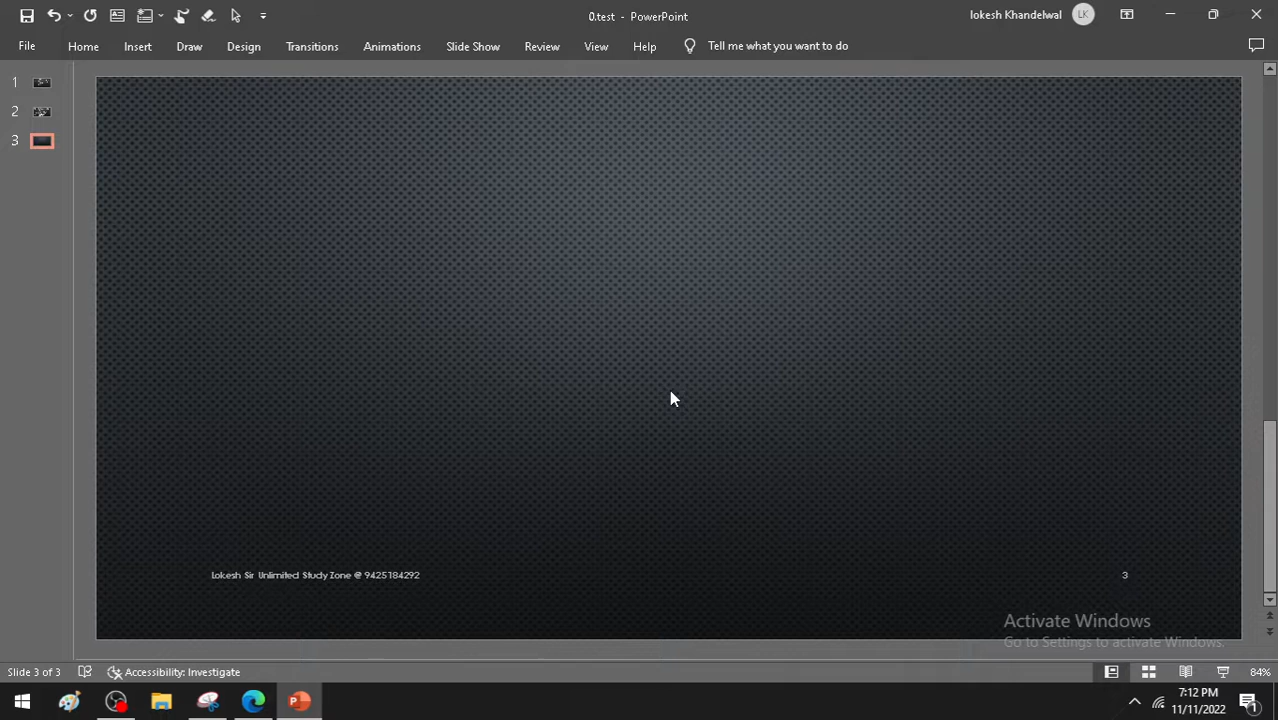 0.test - PowerPoint
lokesh Khandelwal
LK
File
Home
Insert
Draw
Design
Transitions
Animations
Slide Show
Review
View
Help
Tell me what you want to do
1
2
3
Lokesh Sir Unlimited Study Zone @ 9425184292
3
Activate Windows
Go to Settings to activate Windows.
Slide 3 of 3
Accessibility: Investigate
84%
7:12 PM
11/11/2022
1